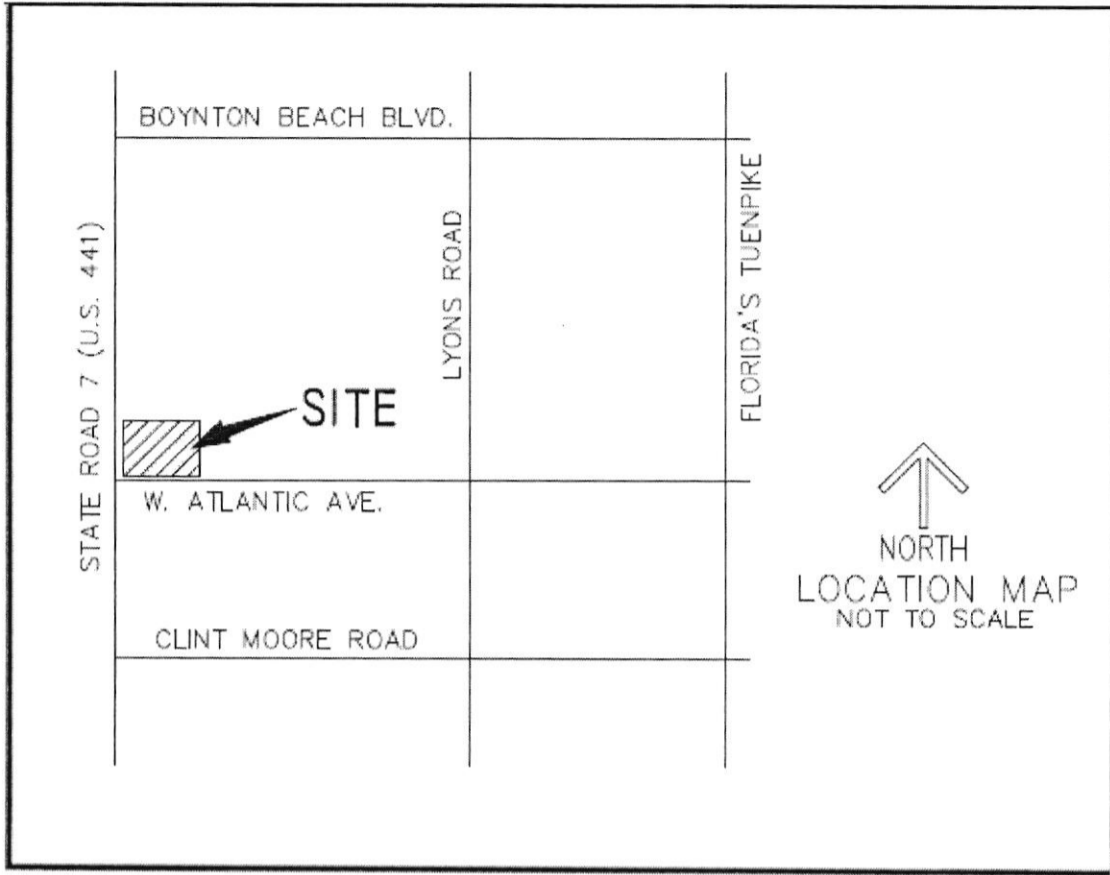 BOYNTON BEACH BLVD.
STATE ROAD 7 (U.S. 441)
LYONS ROAD
FLORIDA'S TUENPIKE
SITE
W. ATLANTIC AVE.
CLINT MOORE ROAD
NORTH
LOCATION MAP
NOT TO SCALE